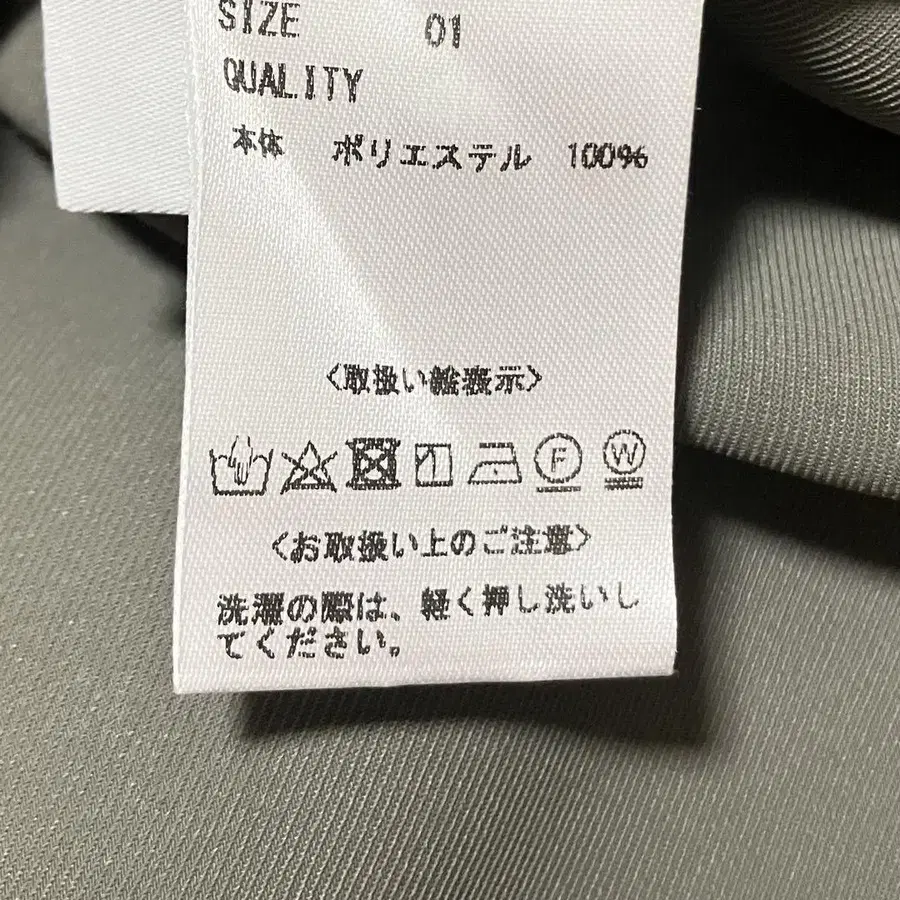 SIZE 01
QUALITY
本体 ポリエステル 100%
〈取扱い絵表示〉
F W
〈お取扱い上のご注意〉
洗濯の際は、軽く押し洗いし
てください。